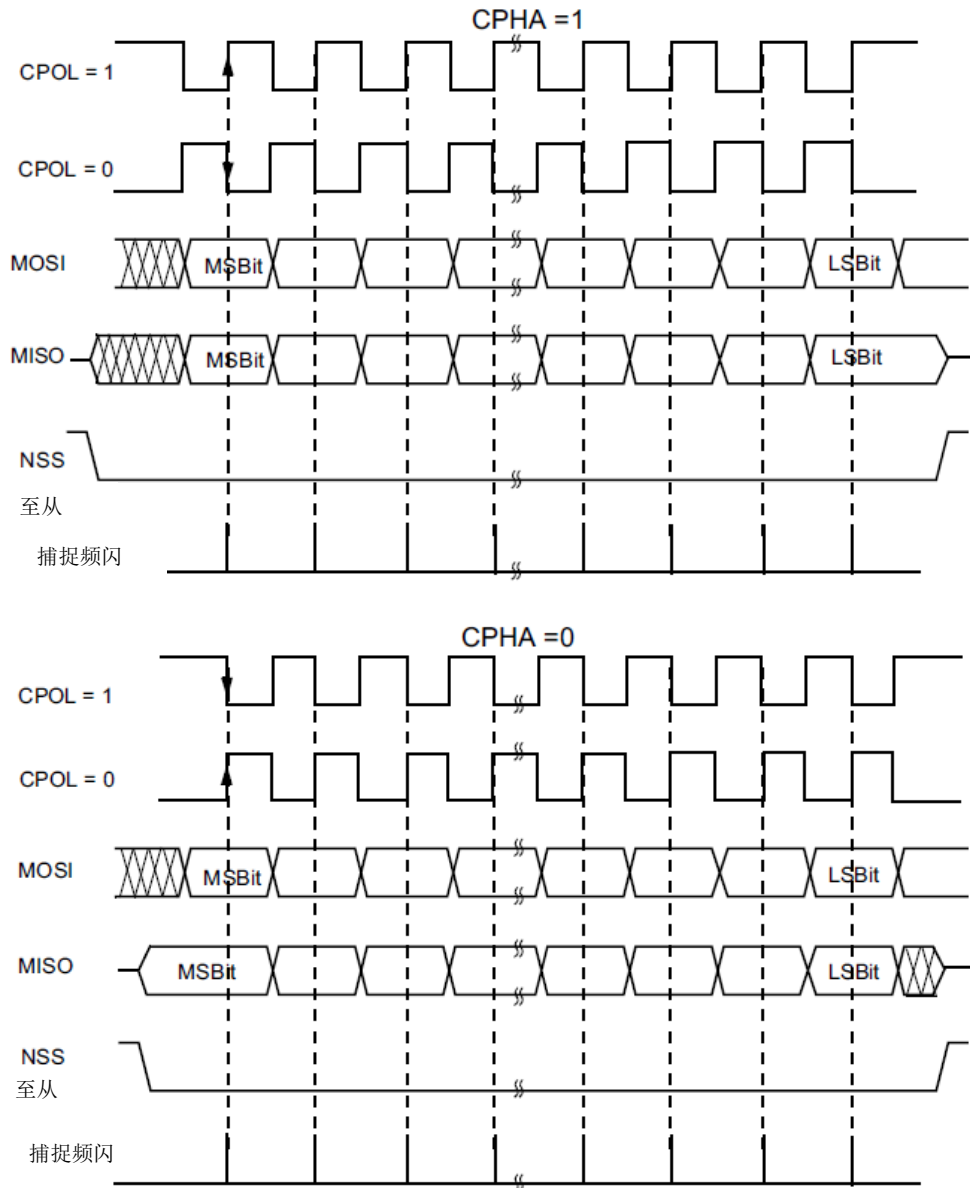 CPHA =1
CPOL = 1
CPOL = 0
MOSI MSBit LSBit
MISO MSBit LSBit
NSS
至从
捕捉频闪
CPHA =0
CPOL = 1
CPOL = 0
MOSI MSBit LSBit
MISO MSBit LSBit
NSS
至从
捕捉频闪